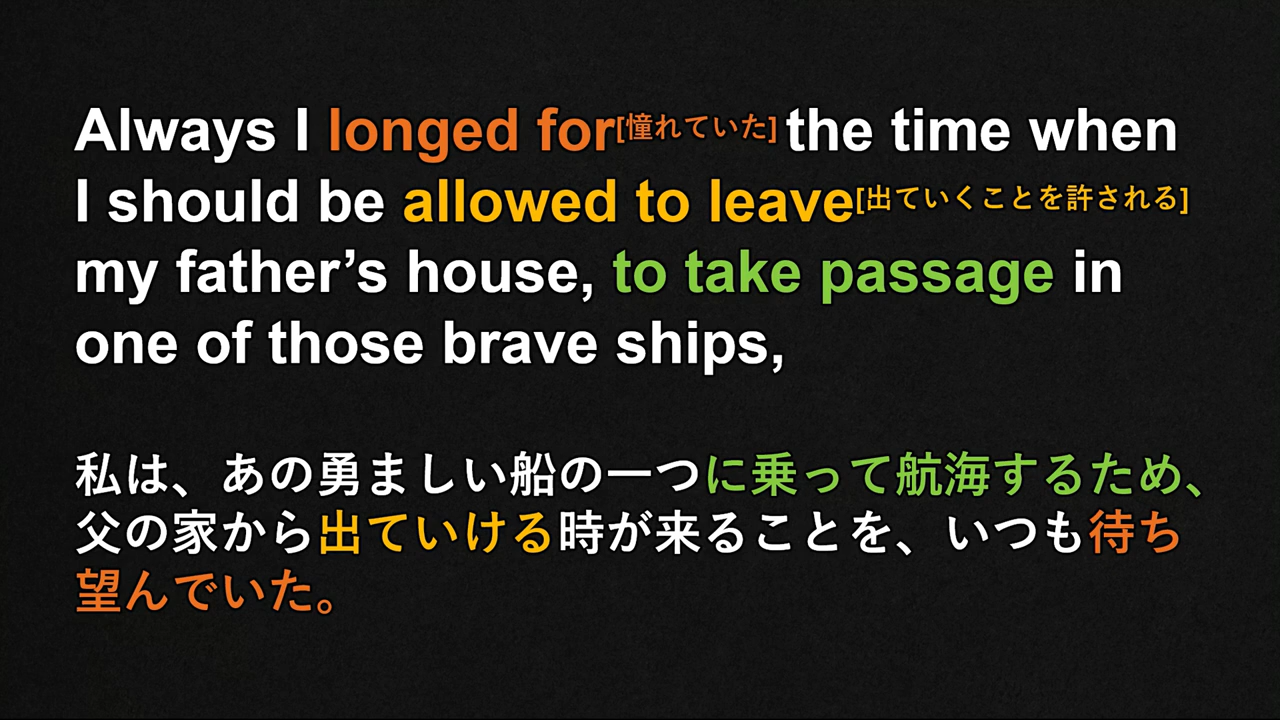 Always I longed for[憧れていた] the time when
I should be allowed to leave[出ていくことを許される]
my father’s house, to take passage in
one of those brave ships,
私は、あの勇ましい船の一つに乗って航海するため、
父の家から出ていける時が来ることを、いつも待ち
望んでいた。